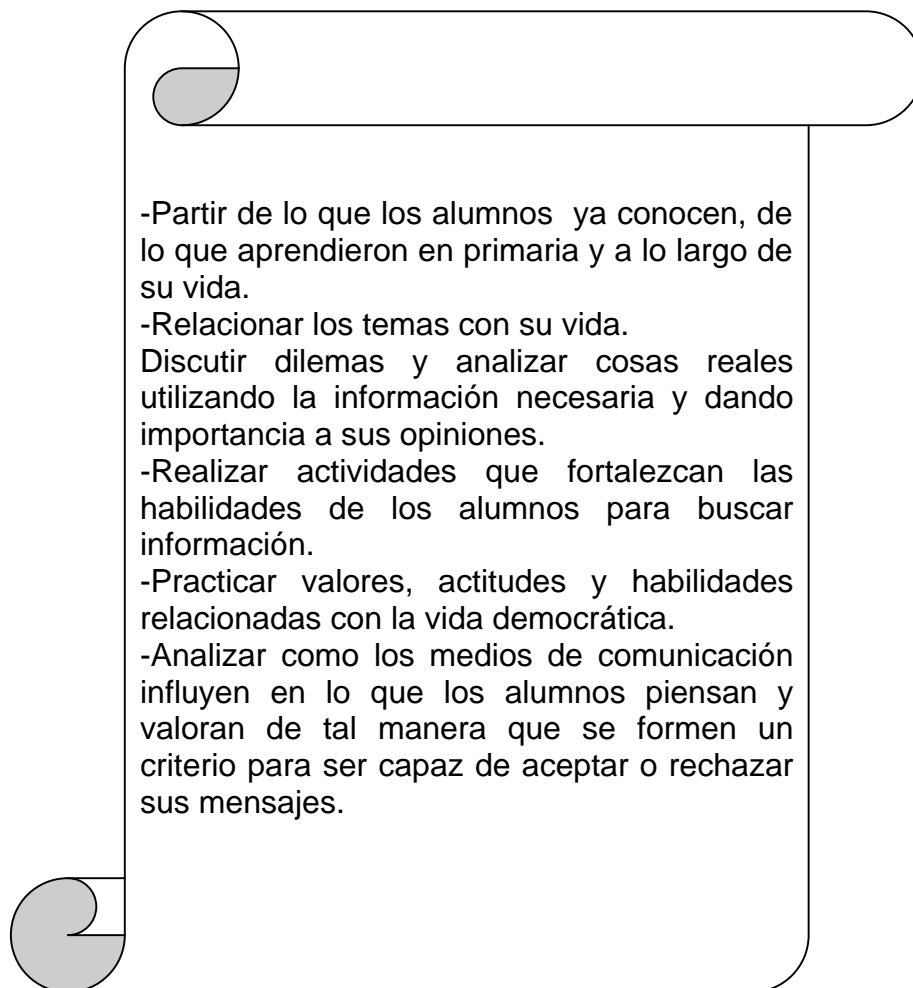 -Partir de lo que los alumnos  ya conocen, de
lo que aprendieron en primaria y a lo largo de
su vida.
-Relacionar los temas con su vida.
Discutir dilemas y analizar cosas reales
utilizando la información necesaria y dando
importancia a sus opiniones.
-Realizar actividades que fortalezcan las
habilidades de los alumnos para buscar
información.
-Practicar valores, actitudes y habilidades
relacionadas con la vida democrática.
-Analizar como los medios de comunicación
influyen en lo que los alumnos piensan y
valoran de tal manera que se formen un
criterio para ser capaz de aceptar o rechazar
sus mensajes.